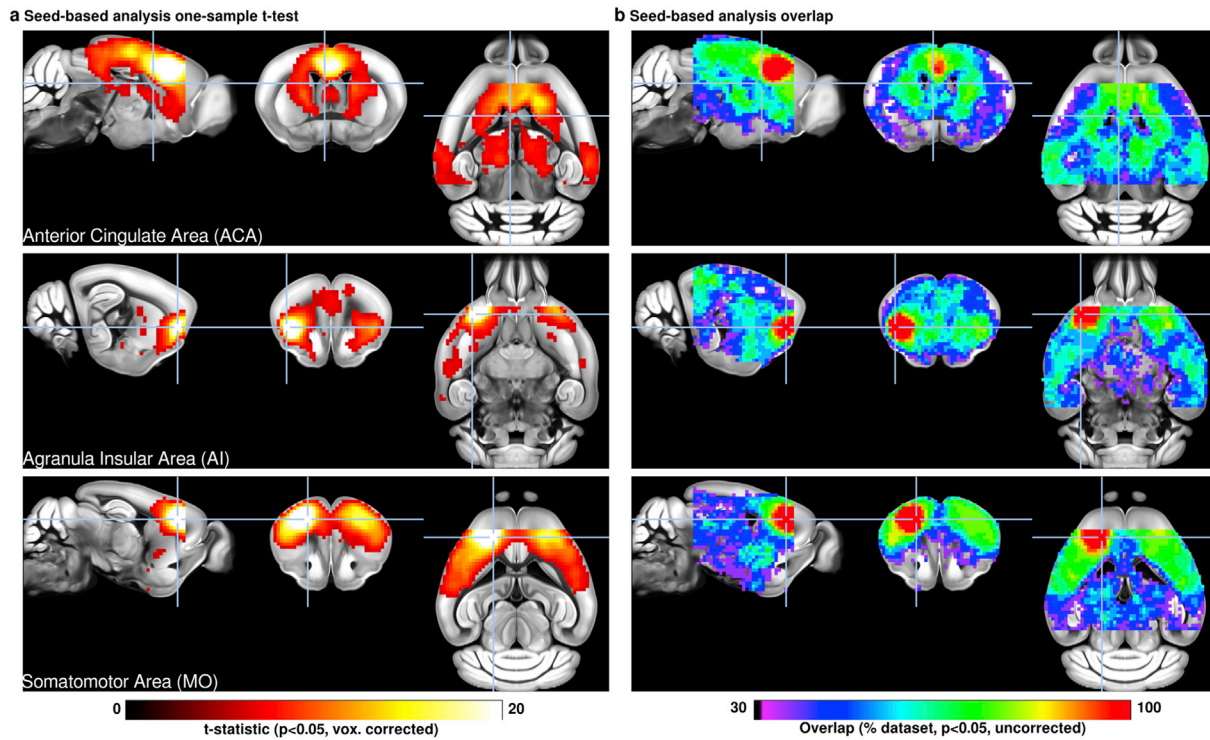 a Seed-based analysis one-sample t-test
b Seed-based analysis overlap
Anterior Cingulate Area (ACA)
Agranula Insular Area (AI)
Somatomotor Area (MO)
0 20
t-statistic (p<0.05, vox. corrected)
30 100
Overlap (% dataset, p<0.05, uncorrected)